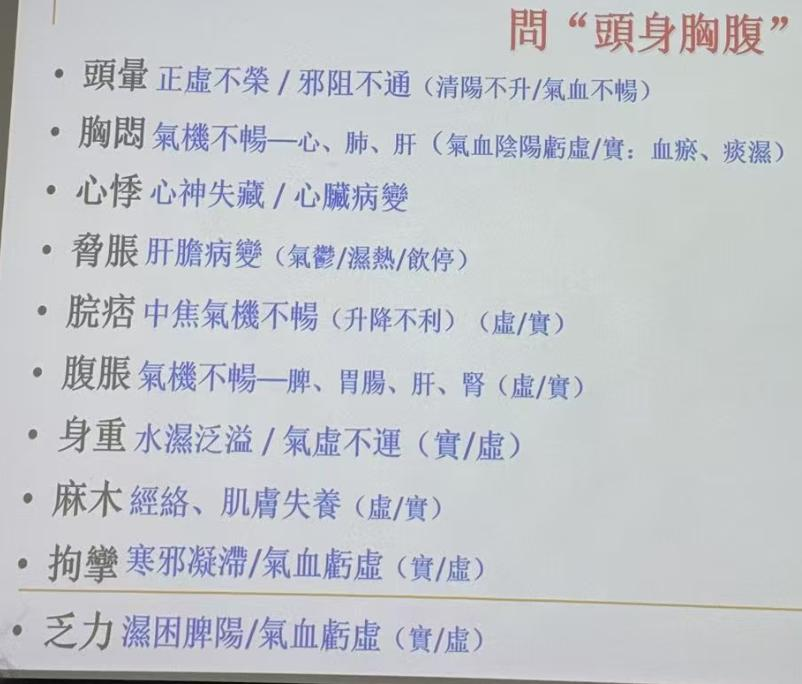 問“頭身胸腹”
• 頭暈 正虛不榮 / 邪阻不通（清陽不升/氣血不暢）
• 胸悶 氣機不暢—心、肺、肝（氣血陰陽虧虛/實：血瘀、痰濕）
• 心悸 心神失藏 / 心臟病變
• 脅脹 肝膽病變（氣鬱/濕熱/飲停）
• 脘痞 中焦氣機不暢（升降不利）（虛/實）
• 腹脹 氣機不暢—脾、胃腸、肝、腎（虛/實）
• 身重 水濕泛溢 / 氣虛不運（實/虛）
• 麻木 經絡、肌膚失養（虛/實）
• 拘攣 寒邪凝滯/氣血虧虛（實/虛）
• 乏力 濕困脾陽/氣血虧虛（實/虛）